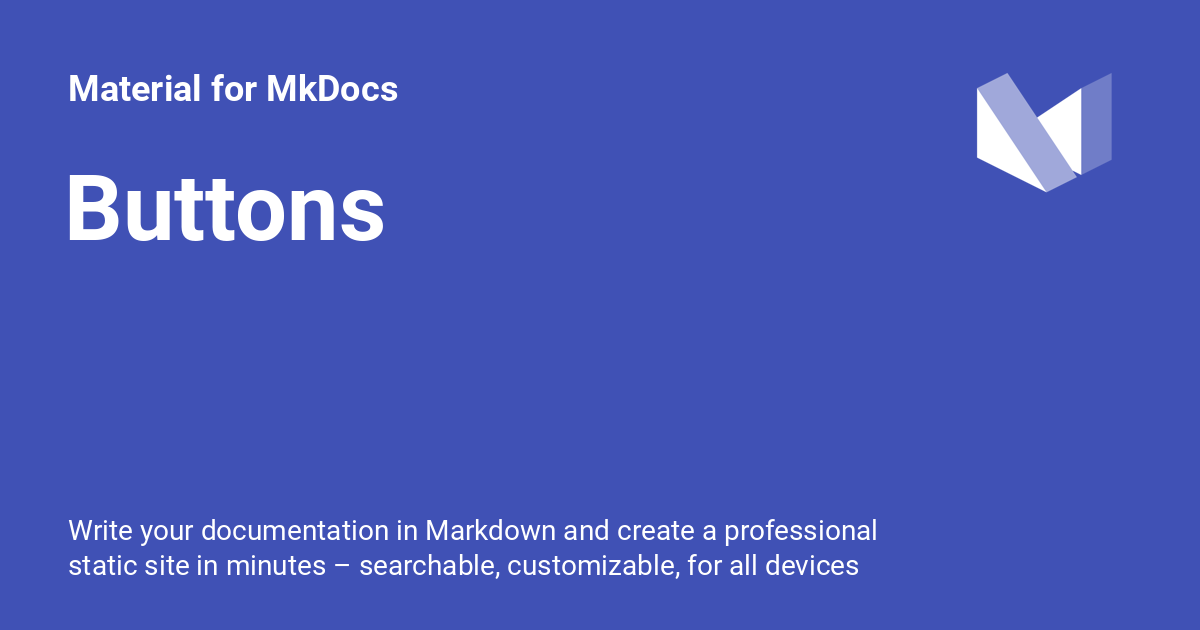 Material for MkDocs
Buttons
Write your documentation in Markdown and create a professional
static site in minutes – searchable, customizable, for all devices